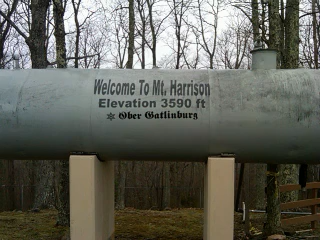 Welcome To Mt. Harrison
Elevation 3590 ft
Ober Gatlinburg